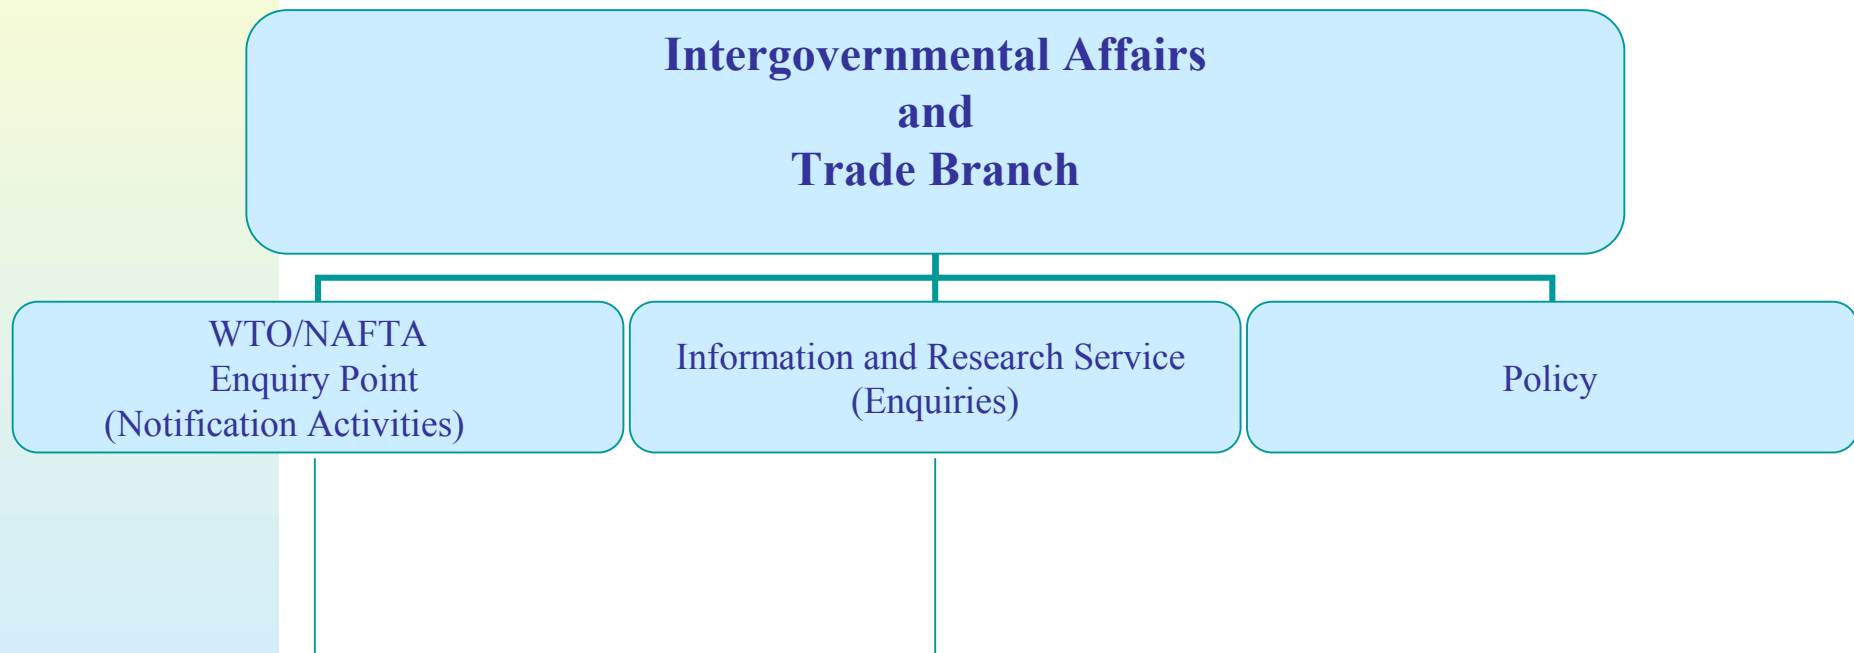 Intergovernmental Affairs
and
Trade Branch
WTO/NAFTA
Enquiry Point
(Notification Activities)
Information and Research Service
(Enquiries)
Policy